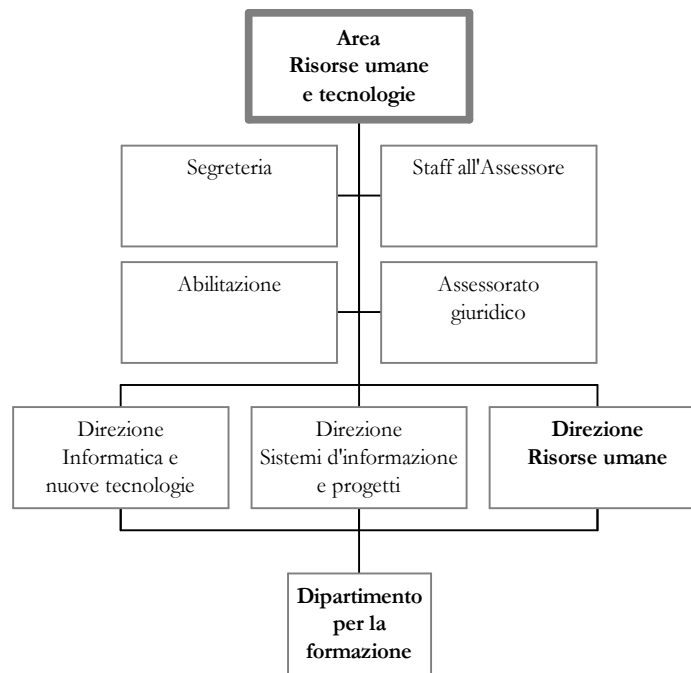 Area
Risorse umane
e tecnologie
Segreteria
Staff all'Assessore
Abilitazione
Assessorato
giuridico
Direzione
Informatica e
nuove tecnologie
Direzione
Sistemi d'informazione
e progetti
Direzione
Risorse umane
Dipartimento
per la
formazione